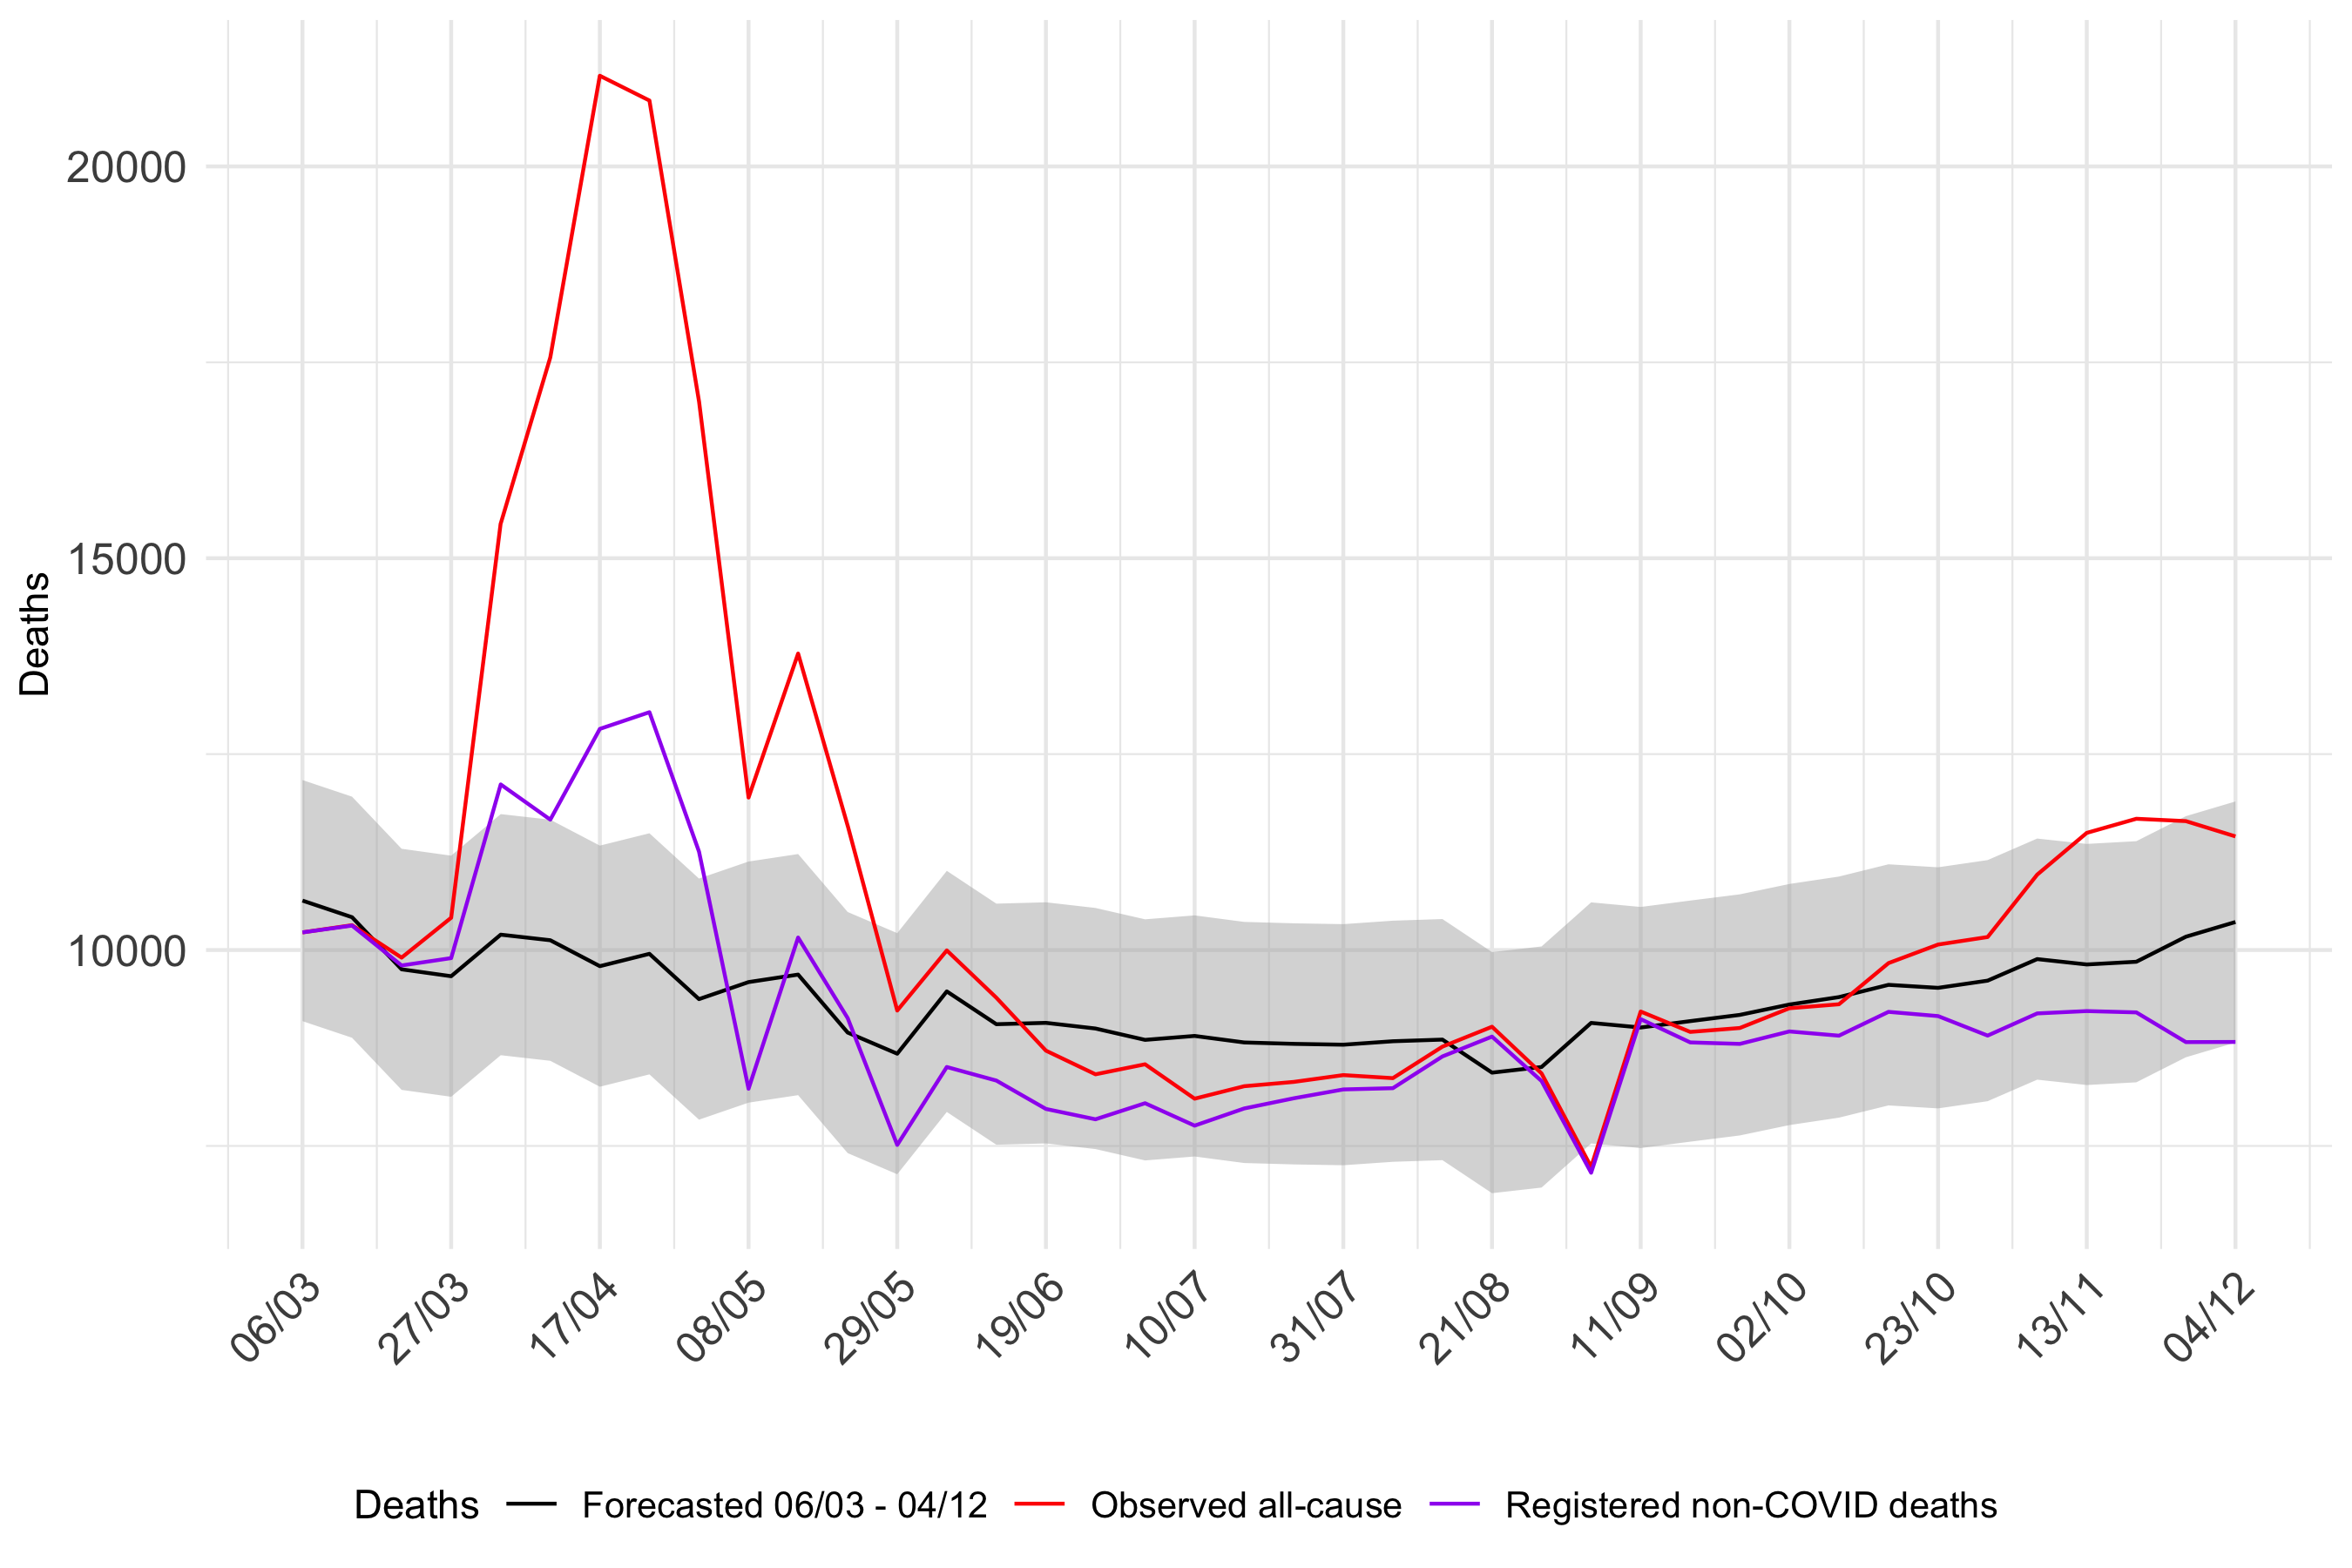 20000
15000
10000
Deaths
06/03 27/03 17/04 08/05 29/05 19/06 10/07 31/07 21/08 11/09 02/10 23/10 13/11 04/12
Deaths Forecasted 06/03 - 04/12 Observed all-cause Registered non-COVID deaths